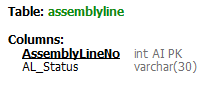 Table: assemblyline
Columns:
AssemblyLineNo int AI PK
AL_Status varchar(30)